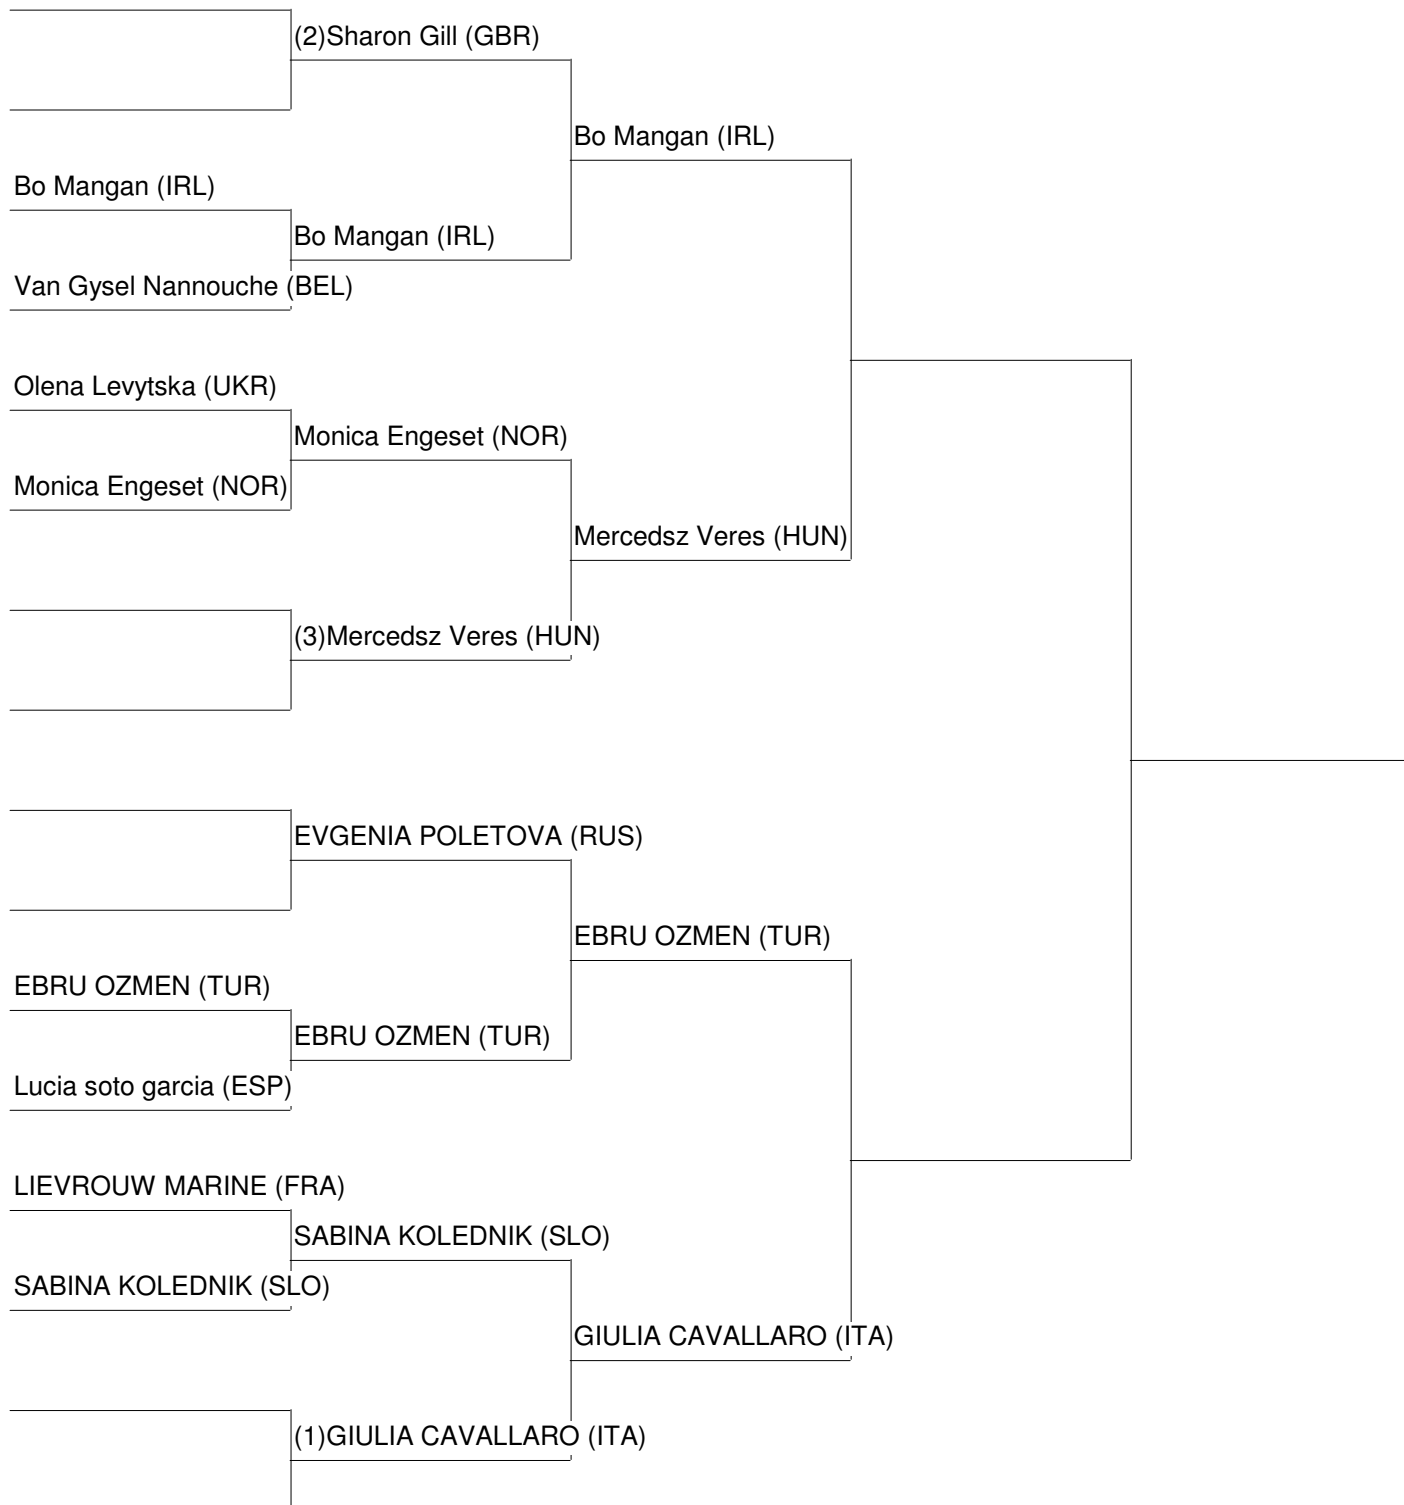 (2)Sharon Gill (GBR)
Bo Mangan (IRL)
Bo Mangan (IRL)
Bo Mangan (IRL)
Van Gysel Nannouche (BEL)
Olena Levytska (UKR)
Monica Engeset (NOR)
Monica Engeset (NOR)
Mercedsz Veres (HUN)
(3)Mercedsz Veres (HUN)
EVGENIA POLETOVA (RUS)
EBRU OZMEN (TUR)
EBRU OZMEN (TUR)
EBRU OZMEN (TUR)
Lucia soto garcia (ESP)
LIEVROUW MARINE (FRA)
SABINA KOLEDNIK (SLO)
SABINA KOLEDNIK (SLO)
GIULIA CAVALLARO (ITA)
(1)GIULIA CAVALLARO (ITA)